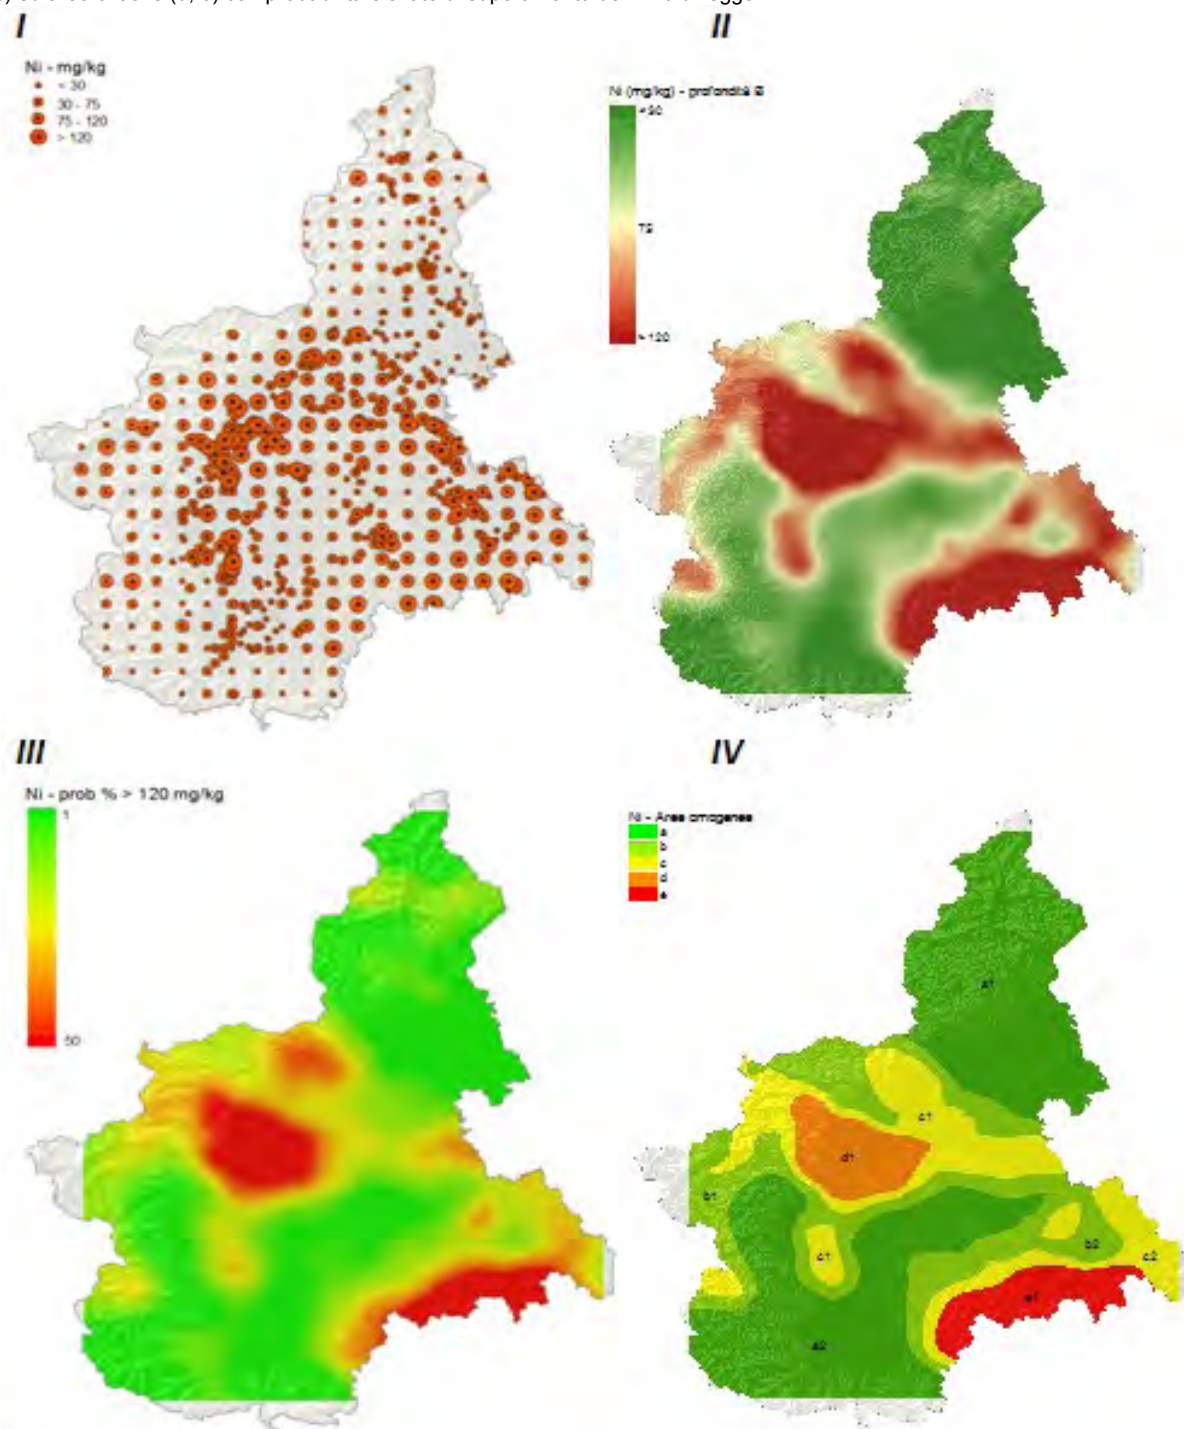 I
II
Ni - mg/kg
< 30
30 - 75
75 - 120
> 120
Ni (mg/kg) - profondità B
75
> 120
III
IV
Ni - prob % > 120 mg/kg
1
50
Ni - Aree omogenee
a
b
c
d
e
a1
c1
d1
b1
c1
b2
c2
e1
a2